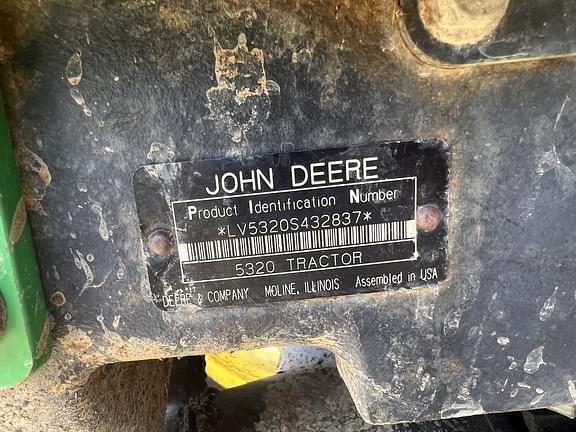 JOHN DEERE
Product Identification Number
*LV5320S432837*
5320 TRACTOR
DEERE & COMPANY MOLINE, ILLINOIS Assembled in USA